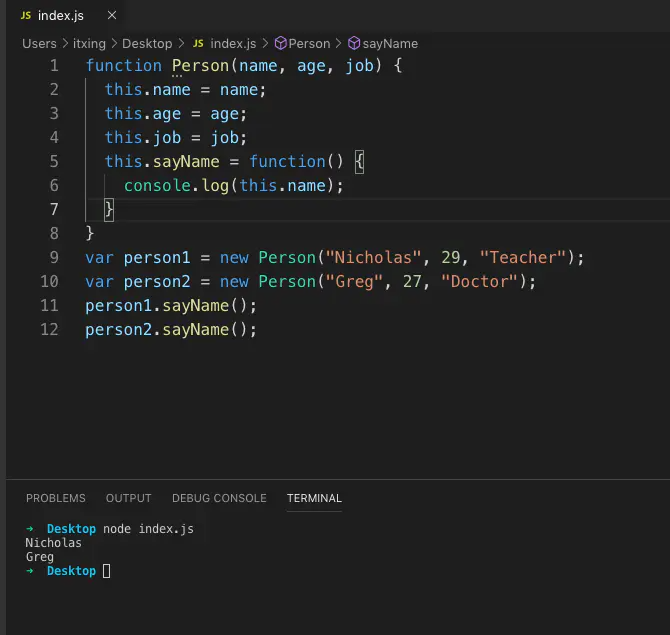 JS index.js ×
Users > itxing > Desktop > JS index.js > Person > sayName
1 function Person(name, age, job) {
2   this.name = name;
3   this.age = age;
4   this.job = job;
5   this.sayName = function() {
6     console.log(this.name);
7   }
8 }
9 var person1 = new Person("Nicholas", 29, "Teacher");
10 var person2 = new Person("Greg", 27, "Doctor");
11 person1.sayName();
12 person2.sayName();
PROBLEMS OUTPUT DEBUG CONSOLE TERMINAL
→ Desktop node index.js
Nicholas
Greg
→ Desktop